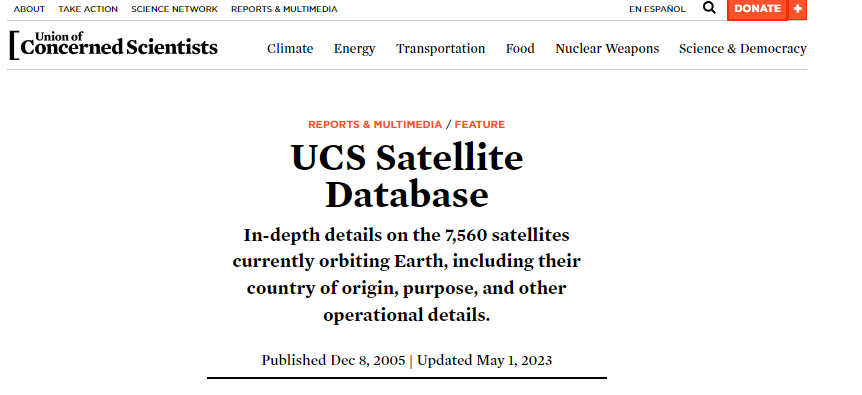 ABOUT TAKE ACTION SCIENCE NETWORK REPORTS & MULTIMEDIA EN ESPAÑOL DONATE +
Union of
Concerned Scientists
Climate Energy Transportation Food Nuclear Weapons Science & Democracy
REPORTS & MULTIMEDIA / FEATURE
UCS Satellite
Database
In-depth details on the 7,560 satellites
currently orbiting Earth, including their
country of origin, purpose, and other
operational details.
Published Dec 8, 2005 | Updated May 1, 2023